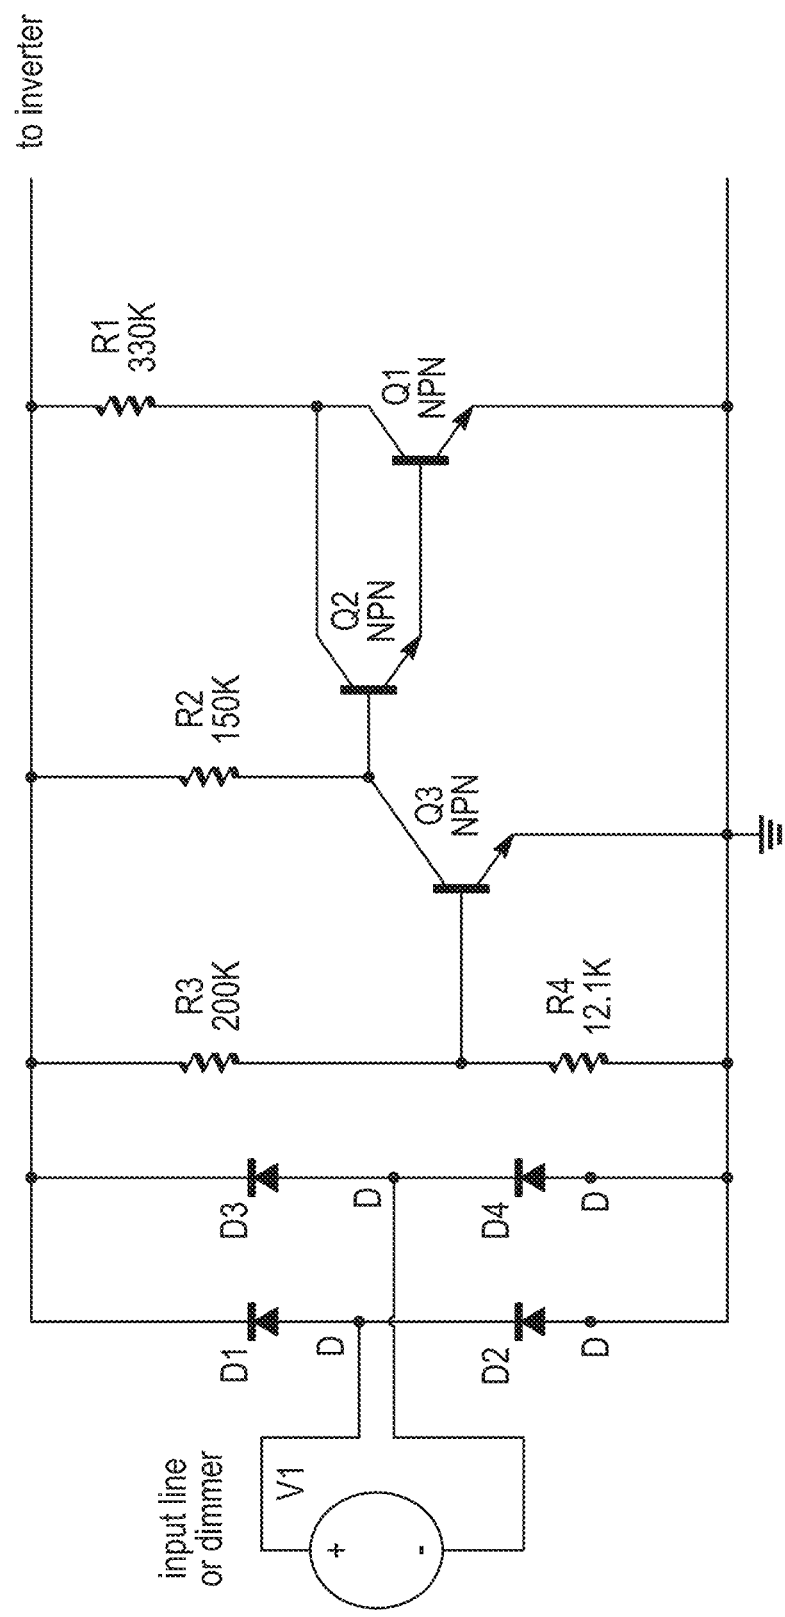 input line
or dimmer
V1
+
-
D1
D
D2
D
D3
D
D4
D
R3
200K
R4
12.1K
R2
150K
Q3
NPN
Q2
NPN
R1
330K
Q1
NPN
to inverter